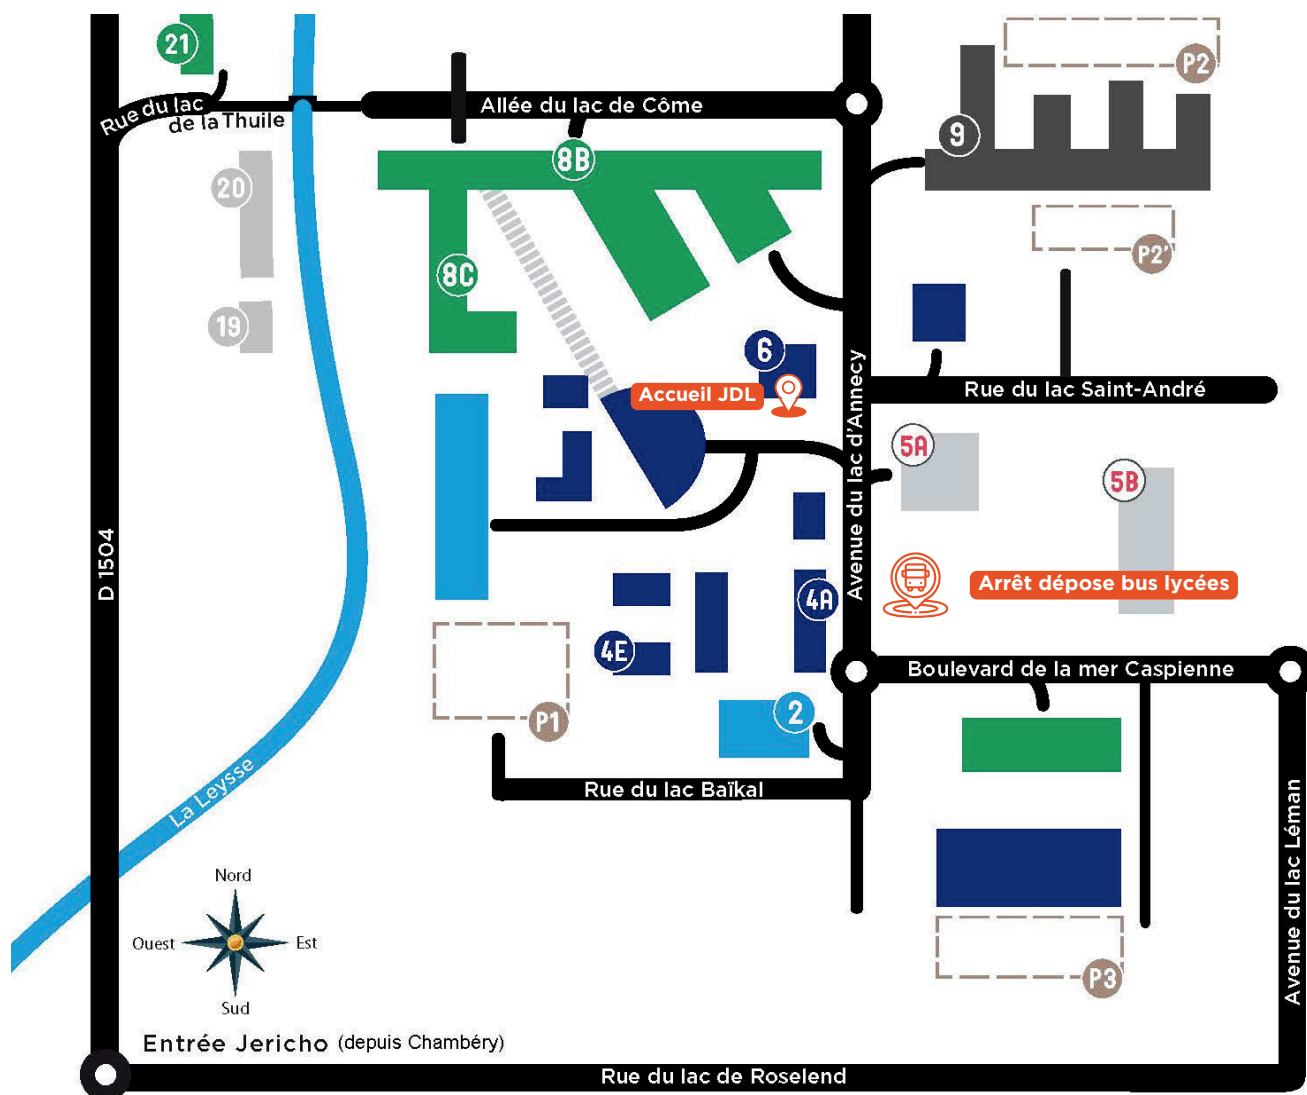 21
P2
Rue du lac
de la Thuile
Allée du lac de Côme
9
8B
20
P2'
8C
19
6
Accueil JDL
Avenue du lac d'Annecy
Rue du lac Saint-André
5A
5B
D 1504
Arrêt dépose bus lycées
4A
4E
Boulevard de la mer Caspienne
2
P1
La Leysse
Rue du lac Baïkal
Avenue du lac Léman
Nord
Ouest
Est
Sud
P3
Entrée Jericho (depuis Chambéry)
Rue du lac de Roselend